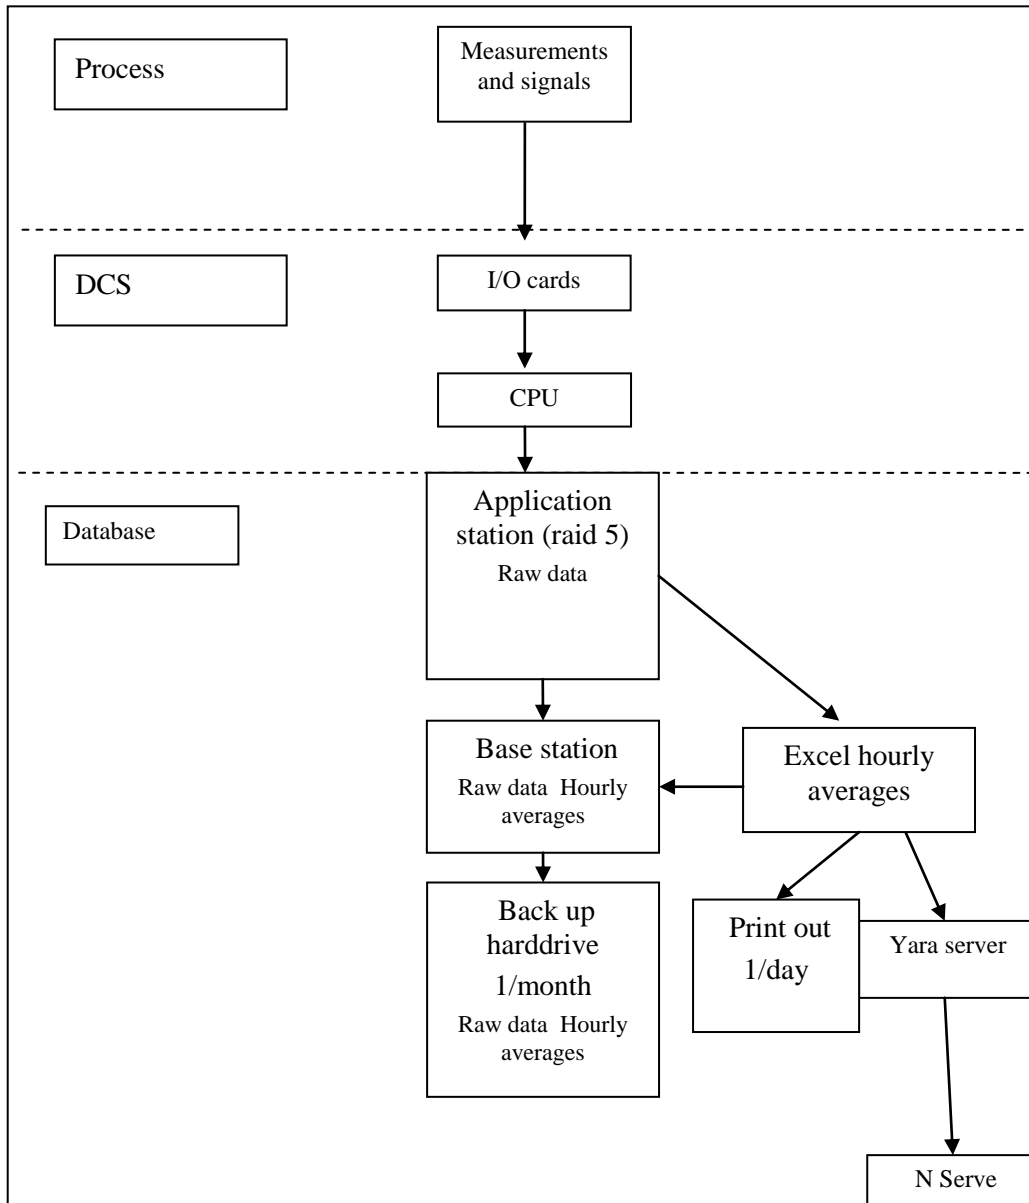 Process
Measurements
and signals
DCS
I/O cards
CPU
Database
Application
station (raid 5)
Raw data
Base station
Raw data Hourly
averages
Excel hourly
averages
Back up
harddrive
1/month
Raw data Hourly
averages
Print out
1/day
Yara server
N Serve